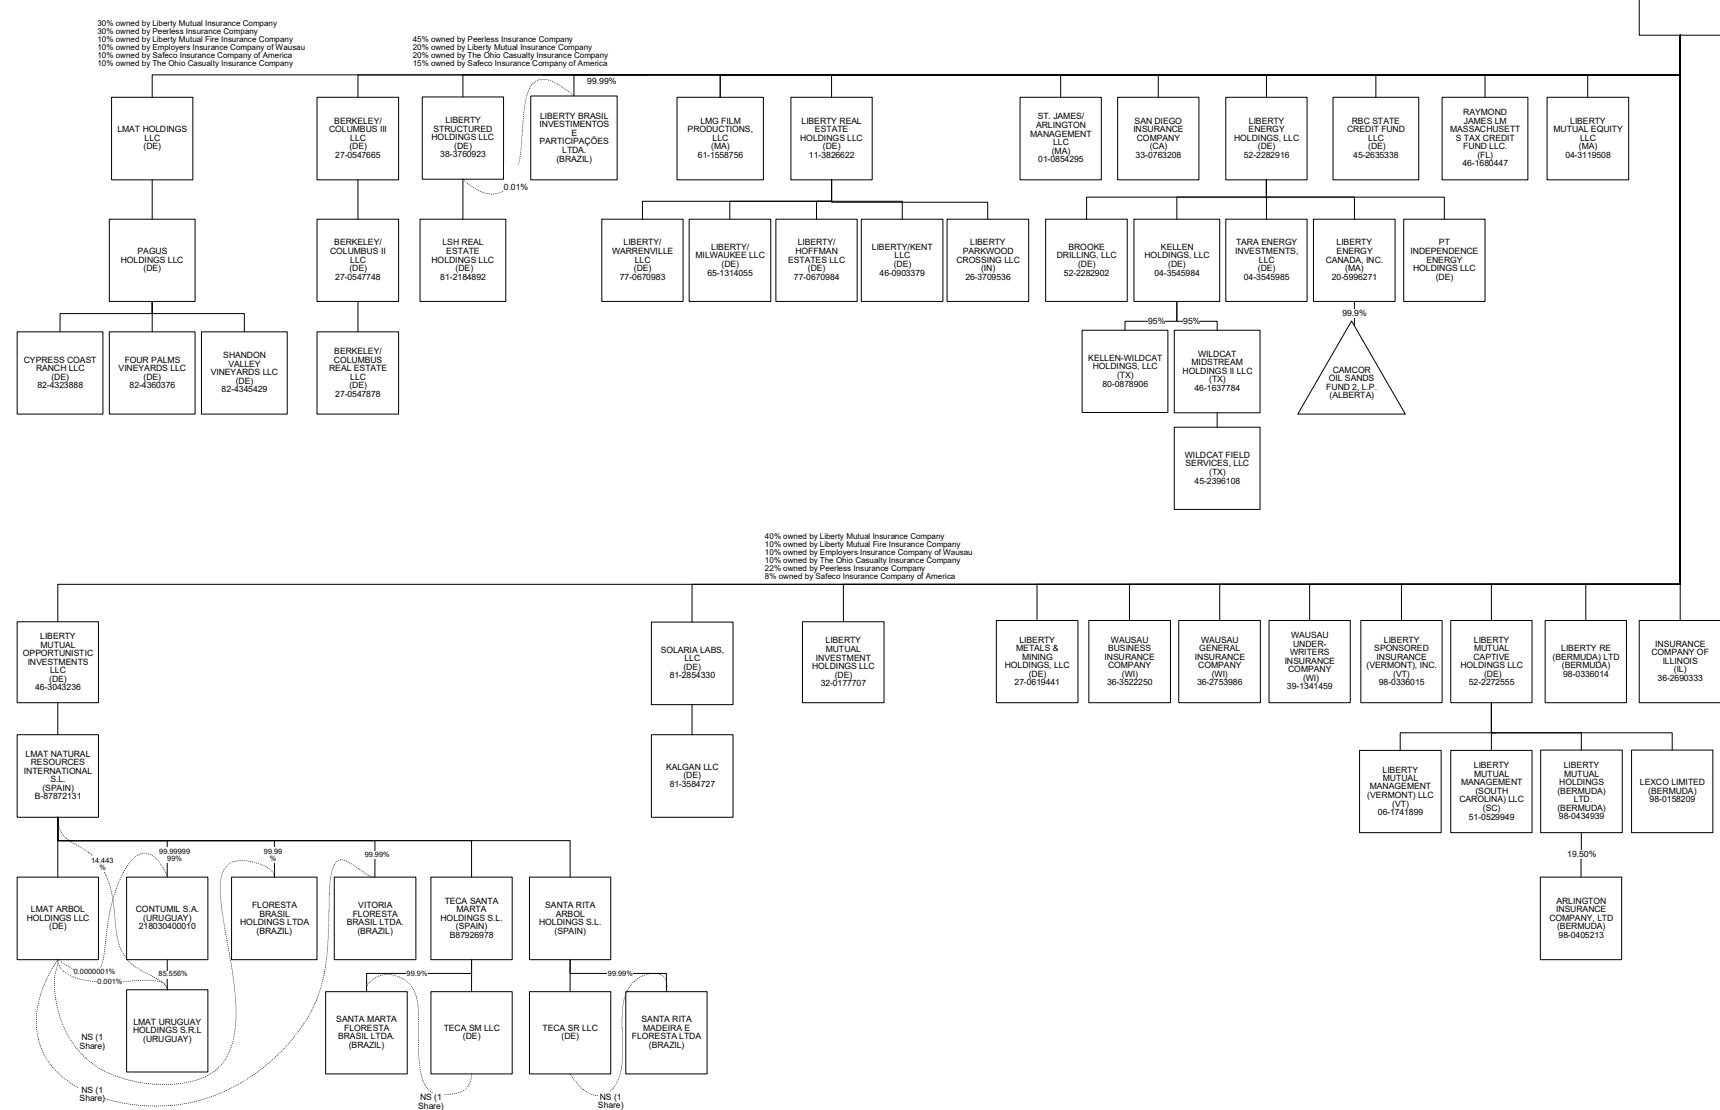 30% owned by Liberty Mutual Insurance Company
30% owned by Peerless Insurance Company
10% owned by Liberty Mutual Fire Insurance Company
10% owned by Employers Insurance Company of Wausau
10% owned by Safeco Insurance Company of America
10% owned by The Ohio Casualty Insurance Company
45% owned by Peerless Insurance Company
20% owned by Liberty Mutual Insurance Company
20% owned by The Ohio Casualty Insurance Company
15% owned by Safeco Insurance Company of America
99.99%
LMAT HOLDINGS
LLC
(DE)
BERKELEY/
COLUMBUS III
LLC
(DE)
27-0547665
LIBERTY
STRUCTURED
HOLDINGS LLC
(DE)
38-3760923
LIBERTY BRASIL
INVESTIMENTOS
E
PARTICIPAÇÕES
LTDA.
(BRAZIL)
LMG FILM
PRODUCTIONS,
LLC
(MA)
61-1558756
LIBERTY REAL
ESTATE
HOLDINGS LLC
(DE)
11-3826622
ST. JAMES/
ARLINGTON
MANAGEMENT
LLC
(MA)
01-0854295
SAN DIEGO
INSURANCE
COMPANY
(CA)
33-0763208
LIBERTY
ENERGY
HOLDINGS, LLC
(DE)
52-2282916
RBC STATE
CREDIT FUND
LLC
(DE)
45-2635338
RAYMOND
JAMES LM
MASSACHUSETT
S TAX CREDIT
FUND LLC.
(FL)
46-1680447
LIBERTY
MUTUAL EQUITY
LLC
(MA)
04-3119508
0.01%
PAGUS
HOLDINGS LLC
(DE)
BERKELEY/
COLUMBUS II
LLC
(DE)
27-0547748
LSH REAL
ESTATE
HOLDINGS LLC
(DE)
81-2184892
LIBERTY/
WARRENVILLE
LLC
(DE)
77-0670983
LIBERTY/
MILWAUKEE LLC
(DE)
65-1314055
LIBERTY/
HOFFMAN
ESTATES LLC
(DE)
77-0670984
LIBERTY/KENT
LLC
(DE)
46-0903379
LIBERTY
PARKWOOD
CROSSING LLC
(IN)
26-3709536
BROOKE
DRILLING, LLC
(DE)
52-2282902
KELLEN
HOLDINGS, LLC
(DE)
04-3545984
TARA ENERGY
INVESTMENTS,
LLC
(DE)
04-3545985
LIBERTY
ENERGY
CANADA, INC.
(MA)
20-5996271
PT
INDEPENDENCE
ENERGY
HOLDINGS LLC
(DE)
95%
95%
99.9%
CYPRESS COAST
RANCH LLC
(DE)
82-4323888
FOUR PALMS
VINEYARDS LLC
(DE)
82-4360376
SHANDON
VALLEY
VINEYARDS LLC
(DE)
82-4345429
BERKELEY/
COLUMBUS
REAL ESTATE
LLC
(DE)
27-0547878
KELLEN-WILDCAT
HOLDINGS, LLC
(TX)
80-0878906
WILDCAT
MIDSTREAM
HOLDINGS II LLC
(TX)
46-1637784
CAMCOR
OIL SANDS
FUND 2, L.P.
(ALBERTA)
WILDCAT FIELD
SERVICES, LLC
(TX)
45-2396108
40% owned by Liberty Mutual Insurance Company
10% owned by Liberty Mutual Fire Insurance Company
10% owned by Employers Insurance Company of Wausau
10% owned by The Ohio Casualty Insurance Company
22% owned by Peerless Insurance Company
8% owned by Safeco Insurance Company of America
LIBERTY
MUTUAL
OPPORTUNISTIC
INVESTMENTS
LLC
(DE)
46-3043236
SOLARIA LABS,
LLC
(DE)
81-2854330
LIBERTY
MUTUAL
INVESTMENT
HOLDINGS LLC
(DE)
32-0177707
LIBERTY
METALS &
MINING
HOLDINGS, LLC
(DE)
27-0619441
WAUSAU
BUSINESS
INSURANCE
COMPANY
(WI)
36-3522250
WAUSAU
GENERAL
INSURANCE
COMPANY
(WI)
36-2753986
WAUSAU
UNDER-
WRITERS
INSURANCE
COMPANY
(WI)
39-1341459
LIBERTY
SPONSORED
INSURANCE
(VERMONT), INC.
(VT)
98-0336015
LIBERTY
MUTUAL
CAPTIVE
HOLDINGS LLC
(DE)
52-2272555
LIBERTY RE
(BERMUDA) LTD
(BERMUDA)
98-0336014
INSURANCE
COMPANY OF
ILLINOIS
(IL)
36-2690333
LMAT NATURAL
RESOURCES
INTERNATIONAL
S.L.
(SPAIN)
B-87872131
KALGAN LLC
(DE)
81-3584727
LIBERTY
MUTUAL
MANAGEMENT
(VERMONT) LLC
(VT)
06-1741899
LIBERTY
MUTUAL
MANAGEMENT
(SOUTH
CAROLINA) LLC
(SC)
51-0529949
LIBERTY
MUTUAL
HOLDINGS
(BERMUDA)
LTD.
(BERMUDA)
98-0434939
LEXCO LIMITED
(BERMUDA)
98-0158209
14.443
%
99.99999
99%
99.99
%
99.99%
19.50%
LMAT ARBOL
HOLDINGS LLC
(DE)
CONTUMIL S.A.
(URUGUAY)
218030400010
FLORESTA
BRASIL
HOLDINGS LTDA
(BRAZIL)
VITORIA
FLORESTA
BRASIL LTDA.
(BRAZIL)
TECA SANTA
MARTA
HOLDINGS S.L.
(SPAIN)
B87926978
SANTA RITA
ARBOL
HOLDINGS S.L.
(SPAIN)
ARLINGTON
INSURANCE
COMPANY, LTD
(BERMUDA)
98-0405213
0.0000001%
0.001%
85.556%
99.9%
99.99%
LMAT URUGUAY
HOLDINGS S.R.L
(URUGUAY)
SANTA MARTA
FLORESTA
BRASIL LTDA.
(BRAZIL)
TECA SM LLC
(DE)
TECA SR LLC
(DE)
SANTA RITA
MADEIRA E
FLORESTA LTDA
(BRAZIL)
NS (1
Share)
NS (1
Share)
NS (1
Share)
NS (1
Share)